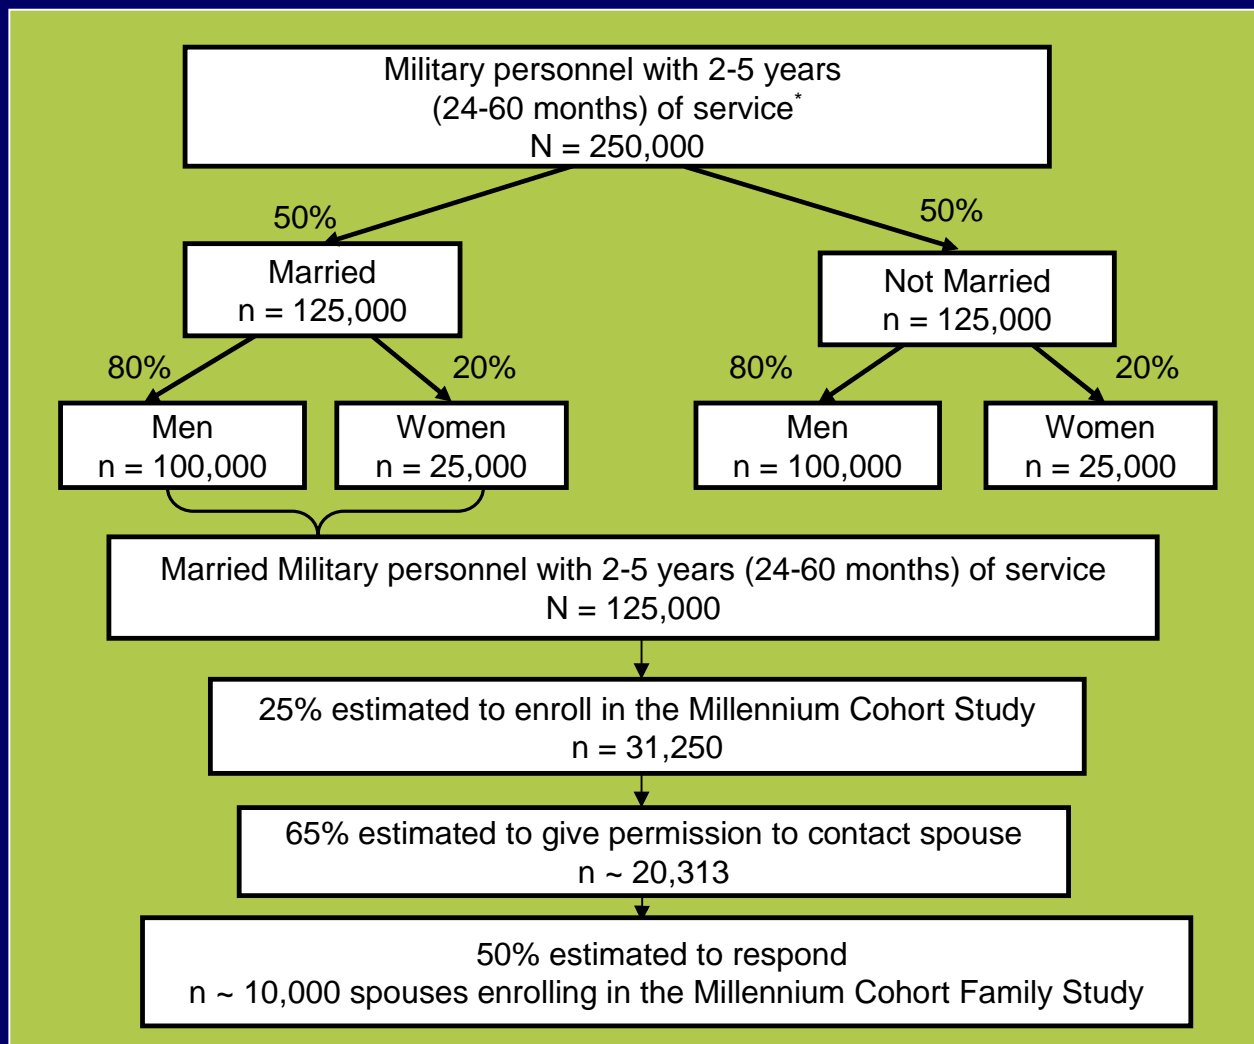 Military personnel with 2-5 years
(24-60 months) of service*
N = 250,000
50%
50%
Married
n = 125,000
Not Married
n = 125,000
80%
20%
80%
20%
Men
n = 100,000
Women
n = 25,000
Men
n = 100,000
Women
n = 25,000
Married Military personnel with 2-5 years (24-60 months) of service
N = 125,000
25% estimated to enroll in the Millennium Cohort Study
n = 31,250
65% estimated to give permission to contact spouse
n ~ 20,313
50% estimated to respond
n ~ 10,000 spouses enrolling in the Millennium Cohort Family Study